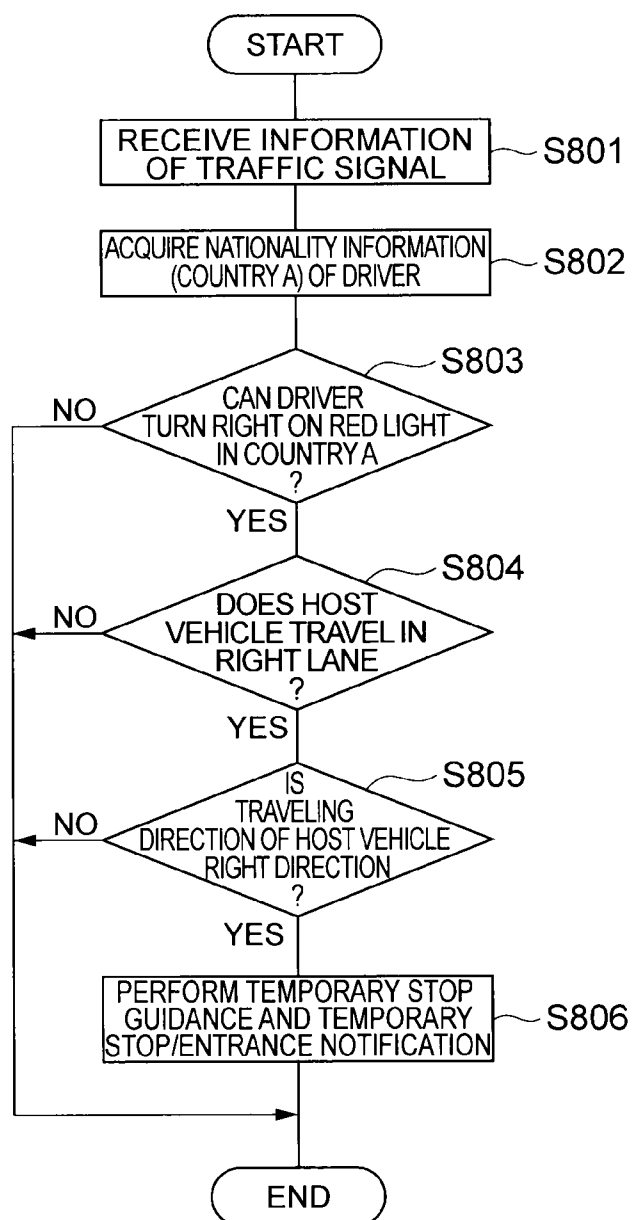 START
RECEIVE INFORMATION
OF TRAFFIC SIGNAL
S801
ACQUIRE NATIONALITY INFORMATION
(COUNTRY A) OF DRIVER
S802
S803
CAN DRIVER
TURN RIGHT ON RED LIGHT
IN COUNTRY A
?
NO
YES
S804
DOES HOST
VEHICLE TRAVEL IN
RIGHT LANE
?
NO
YES
S805
IS
TRAVELING
DIRECTION OF HOST VEHICLE
RIGHT DIRECTION
?
NO
YES
PERFORM TEMPORARY STOP
GUIDANCE AND TEMPORARY
STOP/ENTRANCE NOTIFICATION
S806
END